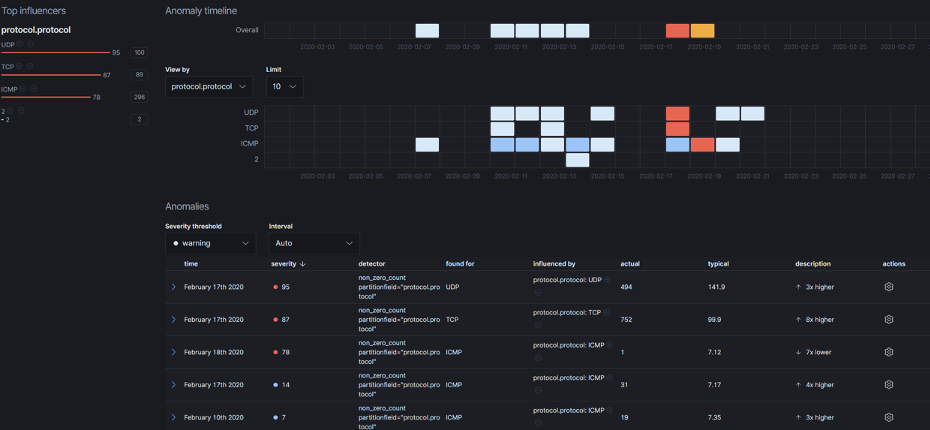 Top influencers
protocol.protocol
UDP
95
100
TCP
87
89
ICMP
78
296
2
2
2
Anomaly timeline
Overall
2020-02-03 2020-02-05 2020-02-07 2020-02-09 2020-02-11 2020-02-13 2020-02-15 2020-02-17 2020-02-19 2020-02-21 2020-02-23 2020-02-25 2020-02-27
View by Limit
protocol.protocol 10
UDP
TCP
ICMP
2
2020-02-03 2020-02-05 2020-02-07 2020-02-09 2020-02-11 2020-02-13 2020-02-15 2020-02-17 2020-02-19 2020-02-21 2020-02-23 2020-02-25 2020-02-27
Anomalies
Severity threshold Interval
warning Auto
time severity ↓ detector found for influenced by actual typical description actions
February 17th 2020 95 non_zero_count partitionfield="protocol.protocol" UDP protocol.protocol: UDP 494 141.9 ↑ 3x higher
February 17th 2020 87 non_zero_count partitionfield="protocol.protocol" TCP protocol.protocol: TCP 752 99.9 ↑ 8x higher
February 18th 2020 78 non_zero_count partitionfield="protocol.protocol" ICMP protocol.protocol: ICMP 1 7.12 ↓ 7x lower
February 17th 2020 14 non_zero_count partitionfield="protocol.protocol" ICMP protocol.protocol: ICMP 31 7.17 ↑ 4x higher
February 10th 2020 7 non_zero_count partitionfield="protocol.protocol" ICMP protocol.protocol: ICMP 19 7.35 ↑ 3x higher